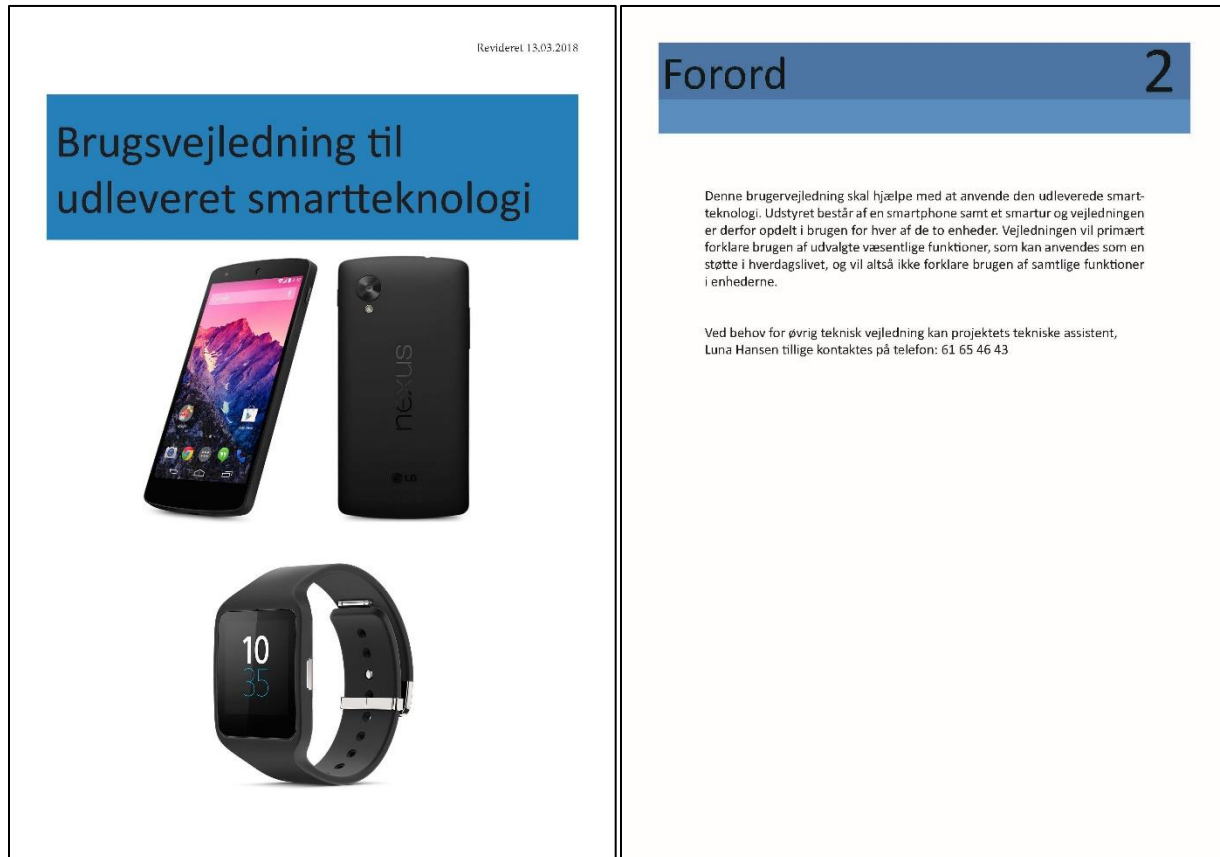 Revideret 13.03.2018
Brugsvejledning til
udleveret smartteknologi
nexus
LG
10
35
Forord
2
Denne brugervejledning skal hjælpe med at anvende den udleverede smart-
teknologi. Udstyret består af en smartphone samt et smartur og vejledningen
er derfor opdelt i brugen for hver af de to enheder. Vejledningen vil primært
forklare brugen af udvalgte væsentlige funktioner, som kan anvendes som en
støtte i hverdagslivet, og vil altså ikke forklare brugen af samtlige funktioner
i enhederne.
Ved behov for øvrig teknisk vejledning kan projektets tekniske assistent,
Luna Hansen tillige kontaktes på telefon: 61 65 46 43